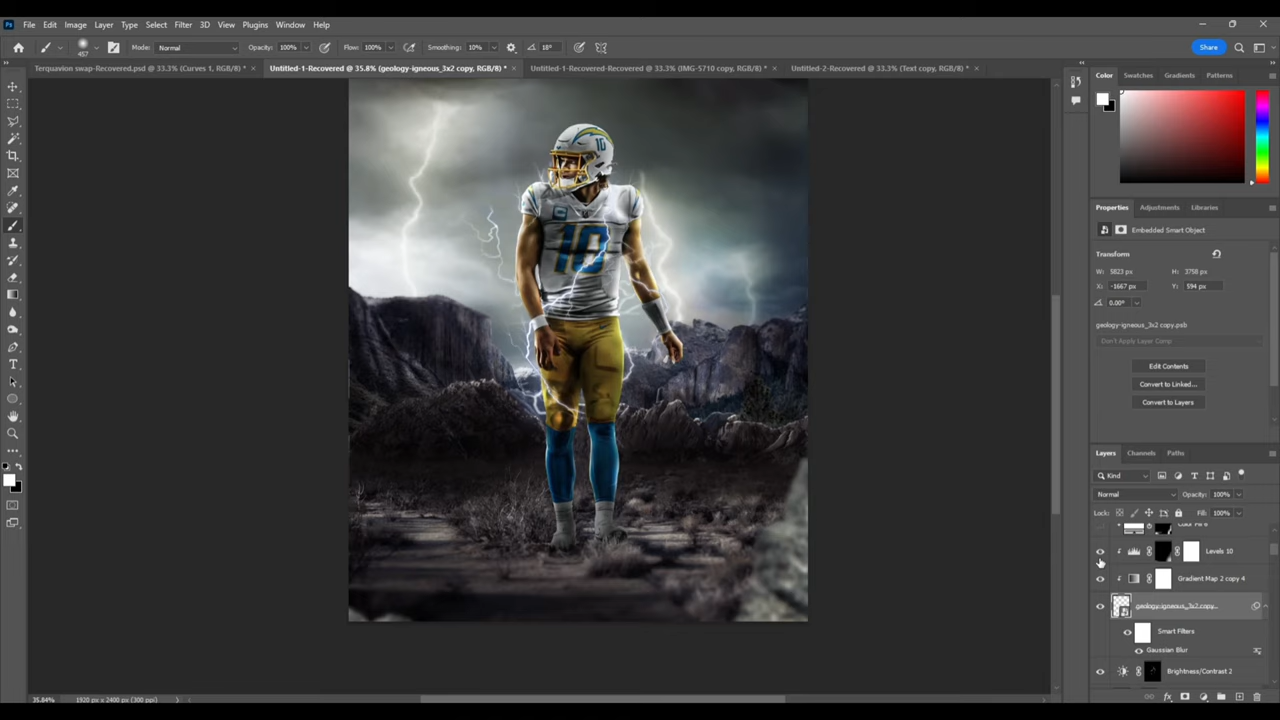 Ps File Edit Image Layer Type Select Filter 3D View Plugins Window Help
457 Mode: Normal Opacity: 100% Flow: 100% Smoothing: 10% 18° Share
Terquavion swap-Recovered.psd @ 33.3% (Curves 1, RGB/8) * × Untitled-1-Recovered @ 35.8% (geology-igneous_3x2 copy, RGB/8) * × Untitled-1-Recovered-Recovered @ 33.3% (IMG-5710 copy, RGB/8) * × Untitled-2-Recovered @ 33.3% (Text copy, RGB/8) * ×
Color Swatches Gradients Patterns
Properties Adjustments Libraries
Embedded Smart Object
Transform
W: 5823 px H: 3758 px
X: -1667 px Y: 594 px
0.00°
geology-igneous_3x2 copy.psb
Don't Apply Layer Comp
Edit Contents
Convert to Linked...
Convert to Layers
Layers Channels Paths
Kind
Normal Opacity: 100%
Lock: Fill: 100%
Levels 10
Gradient Map 2 copy 4
geology-igneous_3x2 copy...
Smart Filters
Gaussian Blur
Brightness/Contrast 2
35.84% 1920 px x 2400 px (300 ppi)
10
10